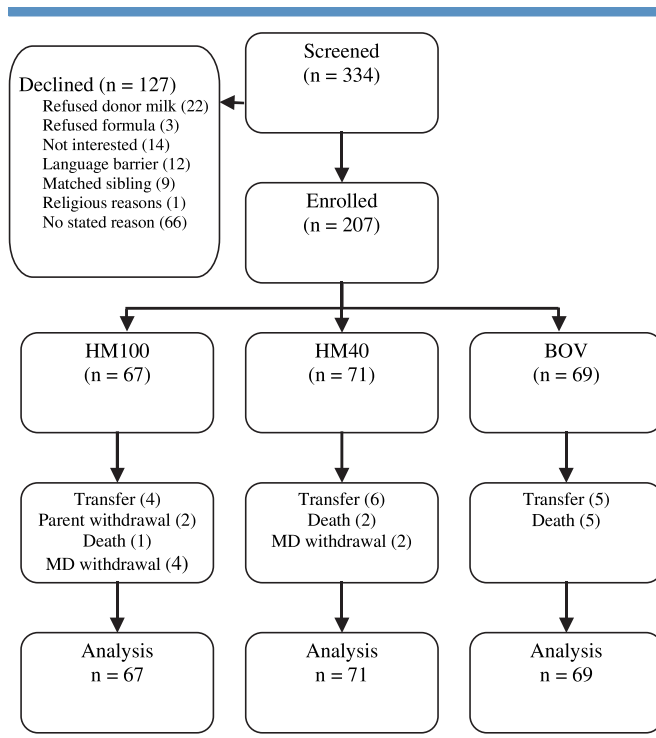 Screened
(n = 334)
Declined (n = 127)
Refused donor milk (22)
Refused formula (3)
Not interested (14)
Language barrier (12)
Matched sibling (9)
Religious reasons (1)
No stated reason (66)
Enrolled
(n = 207)
HM100
(n = 67)
HM40
(n = 71)
BOV
(n = 69)
Transfer (4)
Parent withdrawal (2)
Death (1)
MD withdrawal (4)
Transfer (6)
Death (2)
MD withdrawal (2)
Transfer (5)
Death (5)
Analysis
n = 67
Analysis
n = 71
Analysis
n = 69